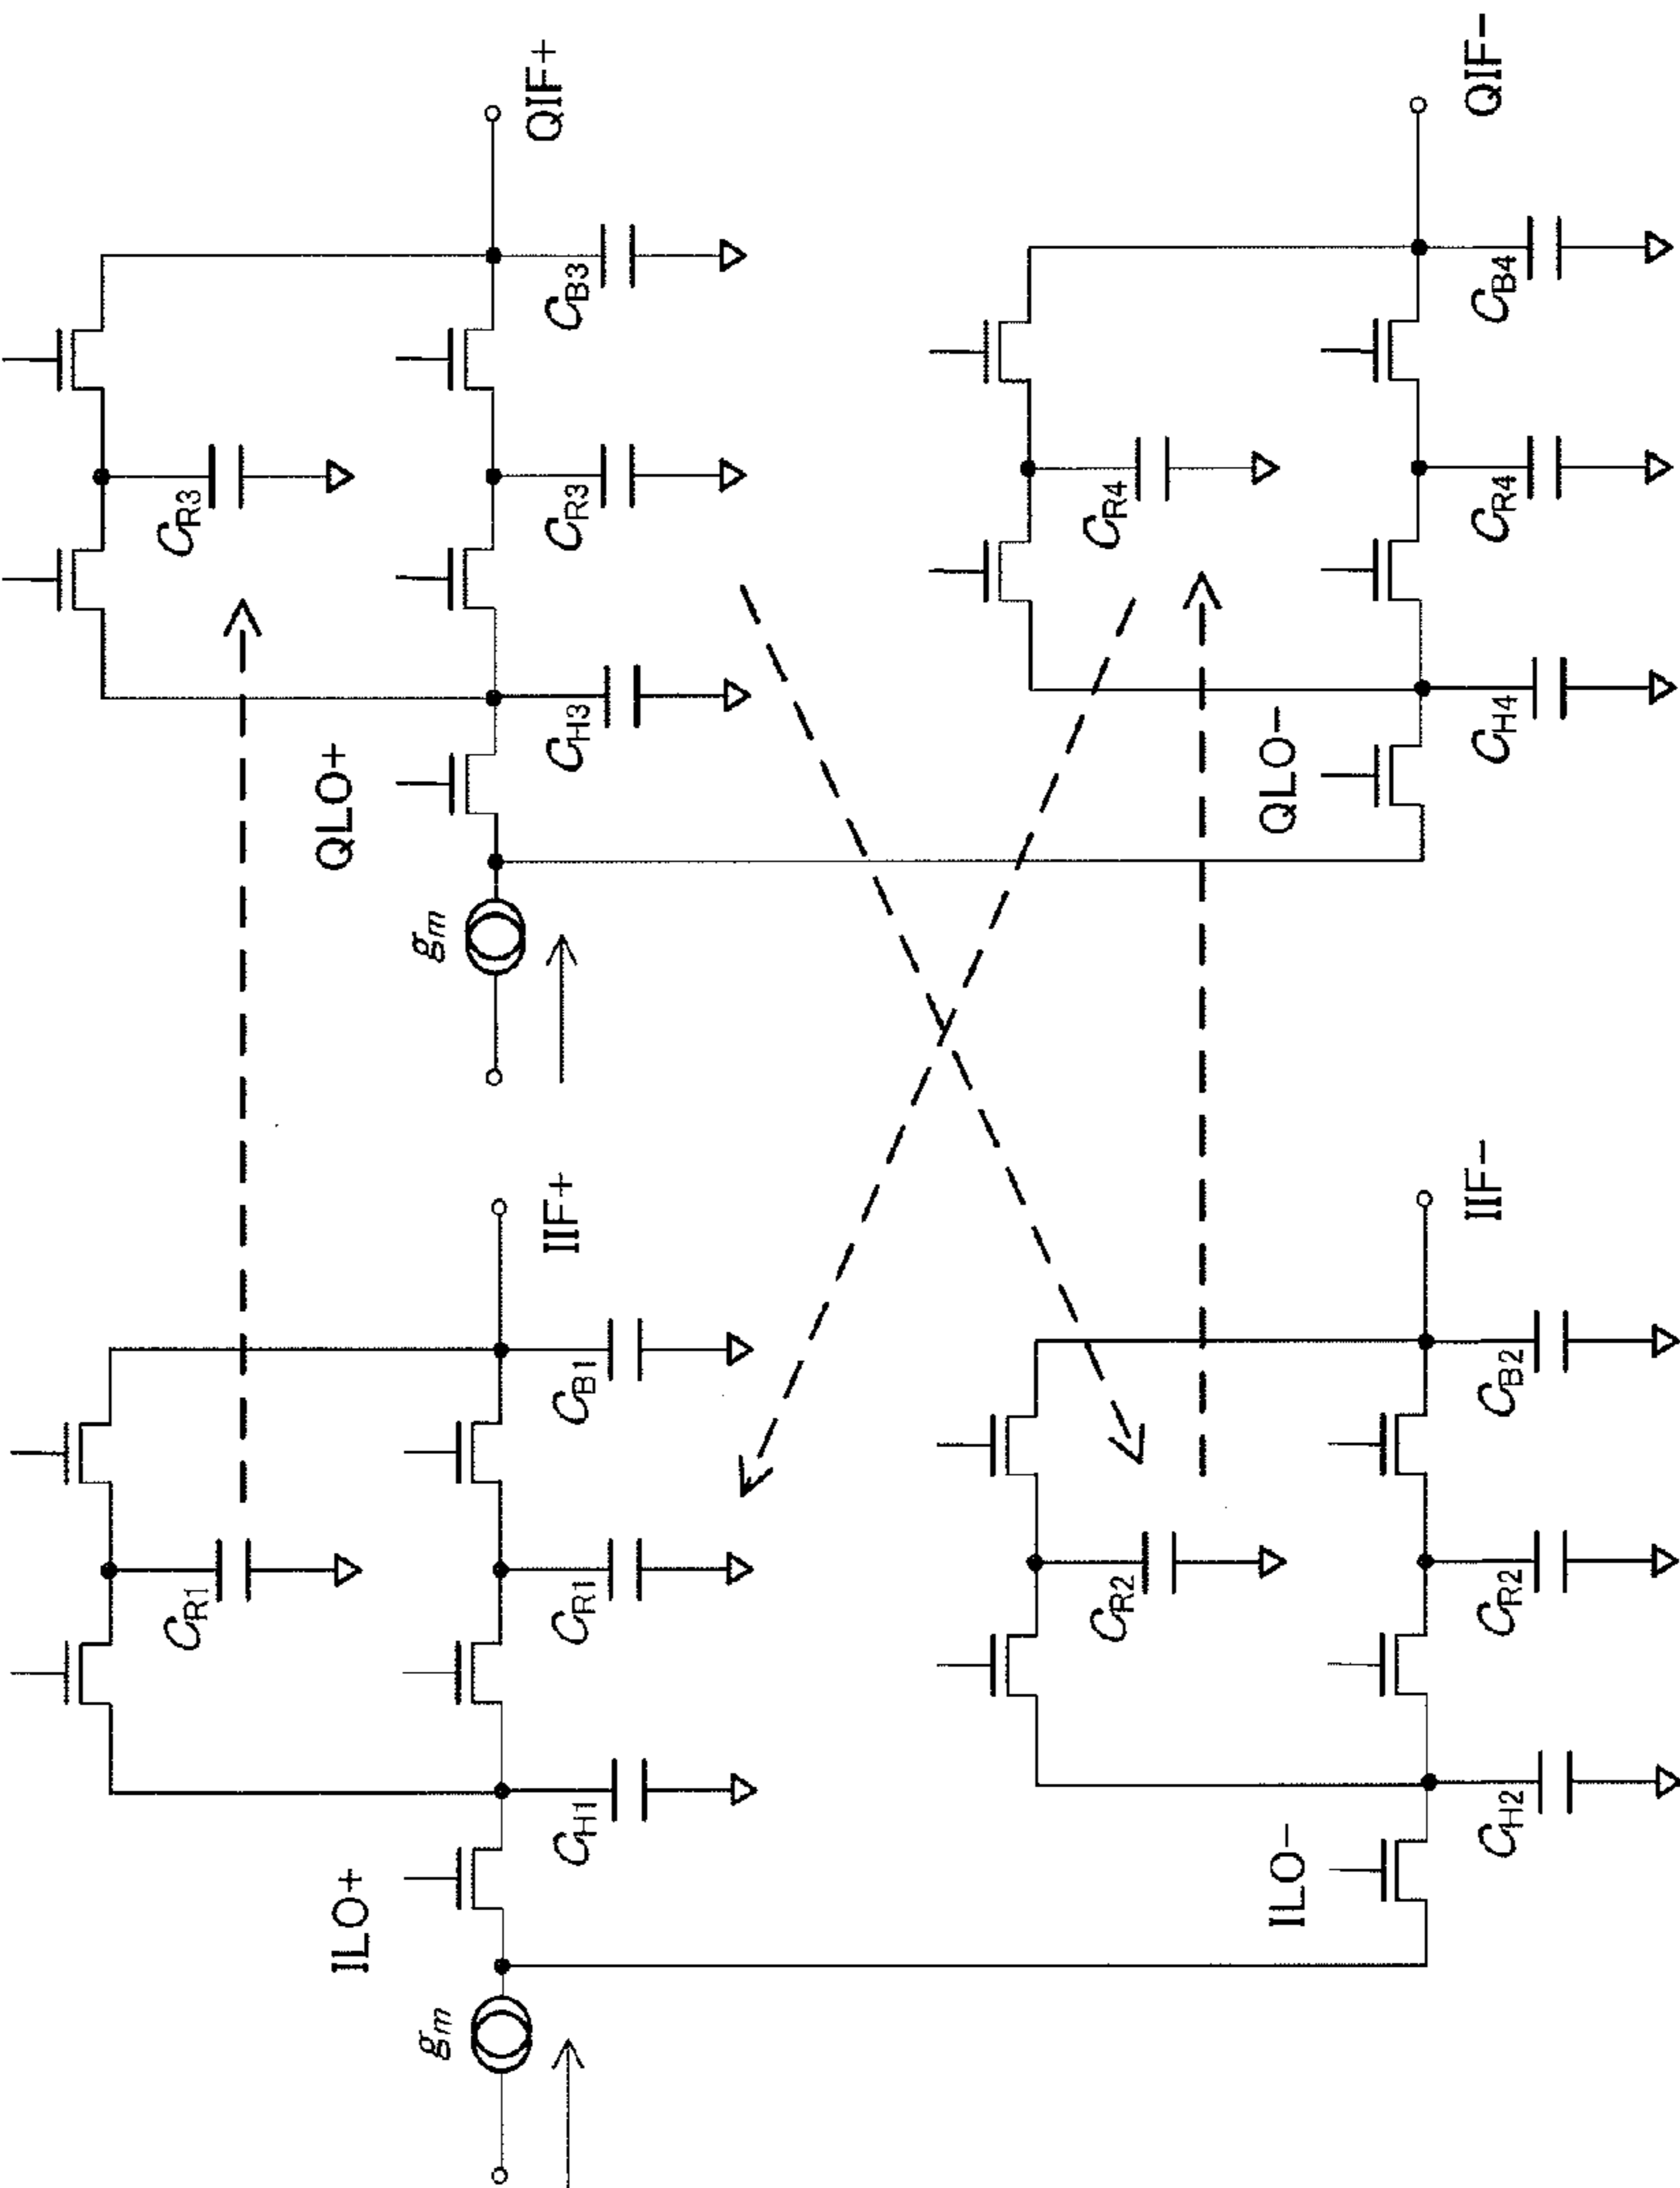 QIF+
QIF-
C_B3
C_B4
C_R3
C_R3
C_R4
C_R4
C_H3
C_H4
QLO+
QLO-
g_m
IIF+
IIF-
C_B1
C_B2
C_R1
C_R1
C_R2
C_R2
C_H1
C_H2
ILO+
ILO-
g_m